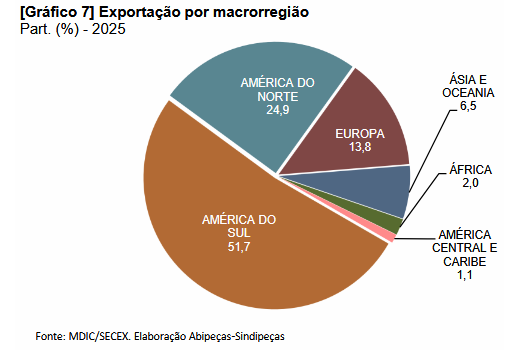 [Gráfico 7] Exportação por macrorregião
Part. (%) - 2025
AMÉRICA DO
NORTE
24,9
EUROPA
13,8
ÁSIA E
OCEANIA
6,5
ÁFRICA
2,0
AMÉRICA
CENTRAL E
CARIBE
1,1
AMÉRICA DO
SUL
51,7
Fonte: MDIC/SECEX. Elaboração Abipeças-Sindipeças